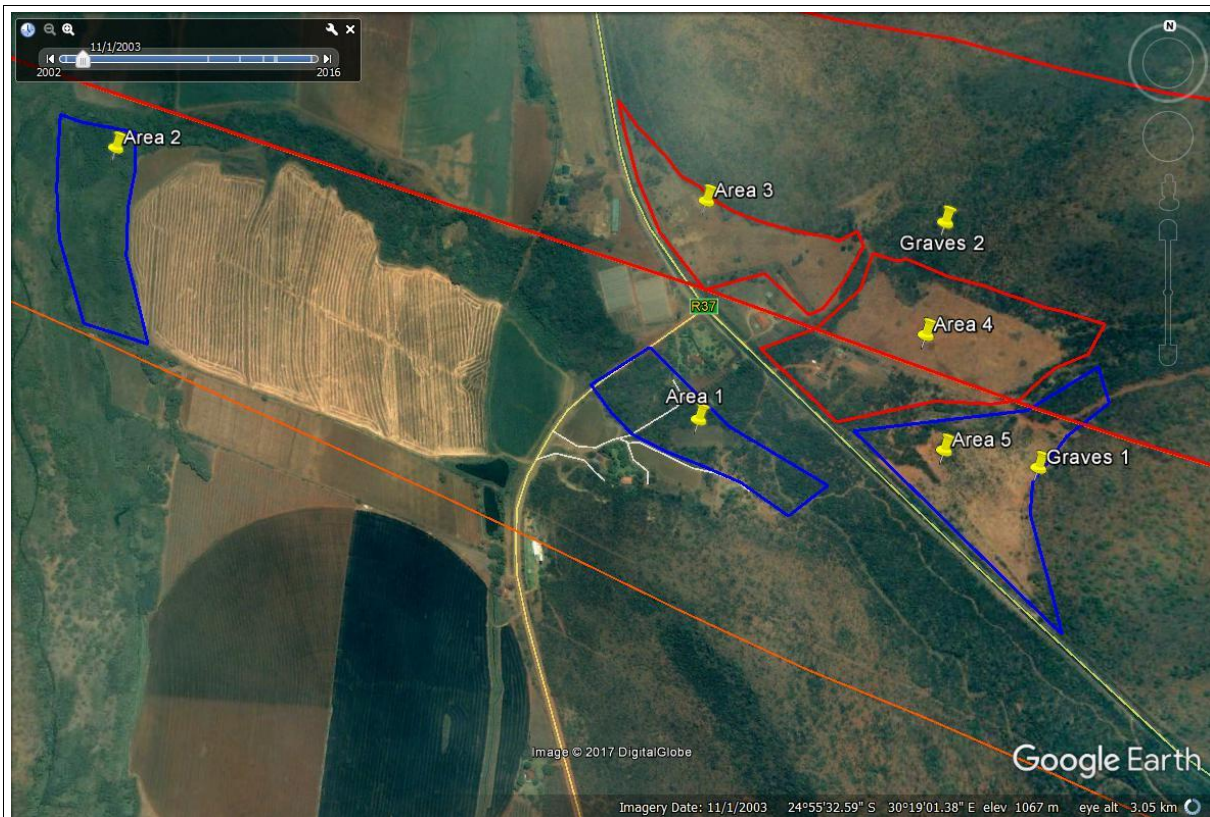 11/1/2003
2002
2016
N
Area 2
Area 3
Graves 2
R37
Area 4
Area 1
Area 5
Graves 1
Image © 2017 DigitalGlobe
Google Earth
Imagery Date: 11/1/2003 24°55'32.59" S 30°19'01.38" E elev 1067 m eye alt 3.05 km